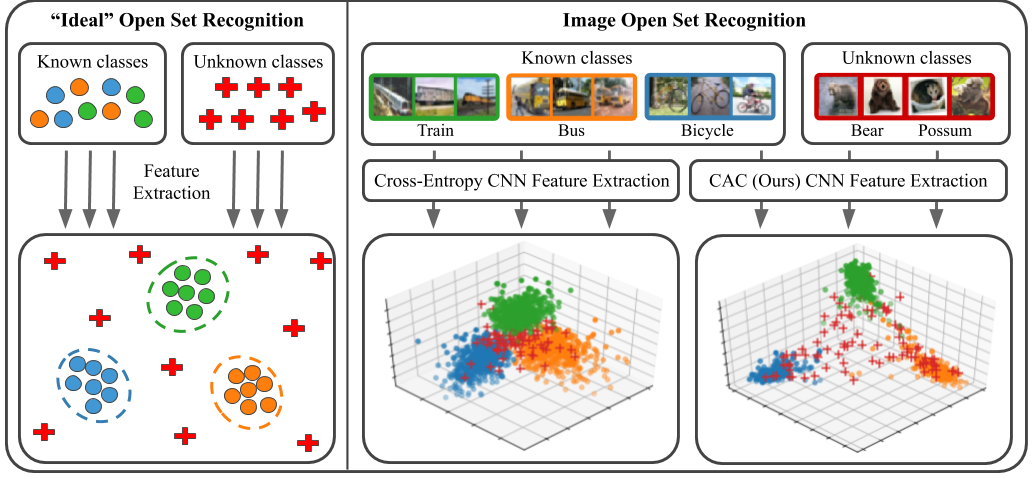 “Ideal” Open Set Recognition
Known classes
Unknown classes
Feature
Extraction
Image Open Set Recognition
Known classes
Train
Bus
Bicycle
Unknown classes
Bear
Possum
Cross-Entropy CNN Feature Extraction
CAC (Ours) CNN Feature Extraction